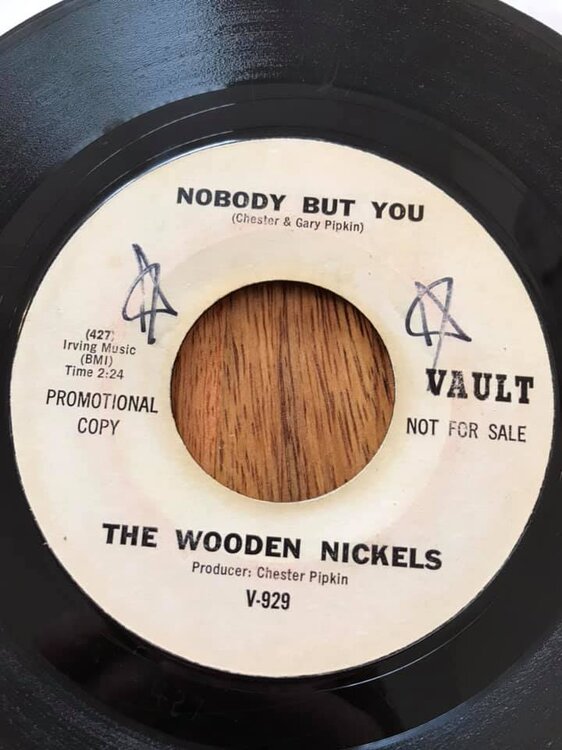 NOBODY BUT YOU
(Chester & Gary Pipkin)
(427)
Irving Music
(BMI)
Time 2:24
PROMOTIONAL
COPY
VAULT
NOT FOR SALE
THE WOODEN NICKELS
Producer: Chester Pipkin
V-929
427